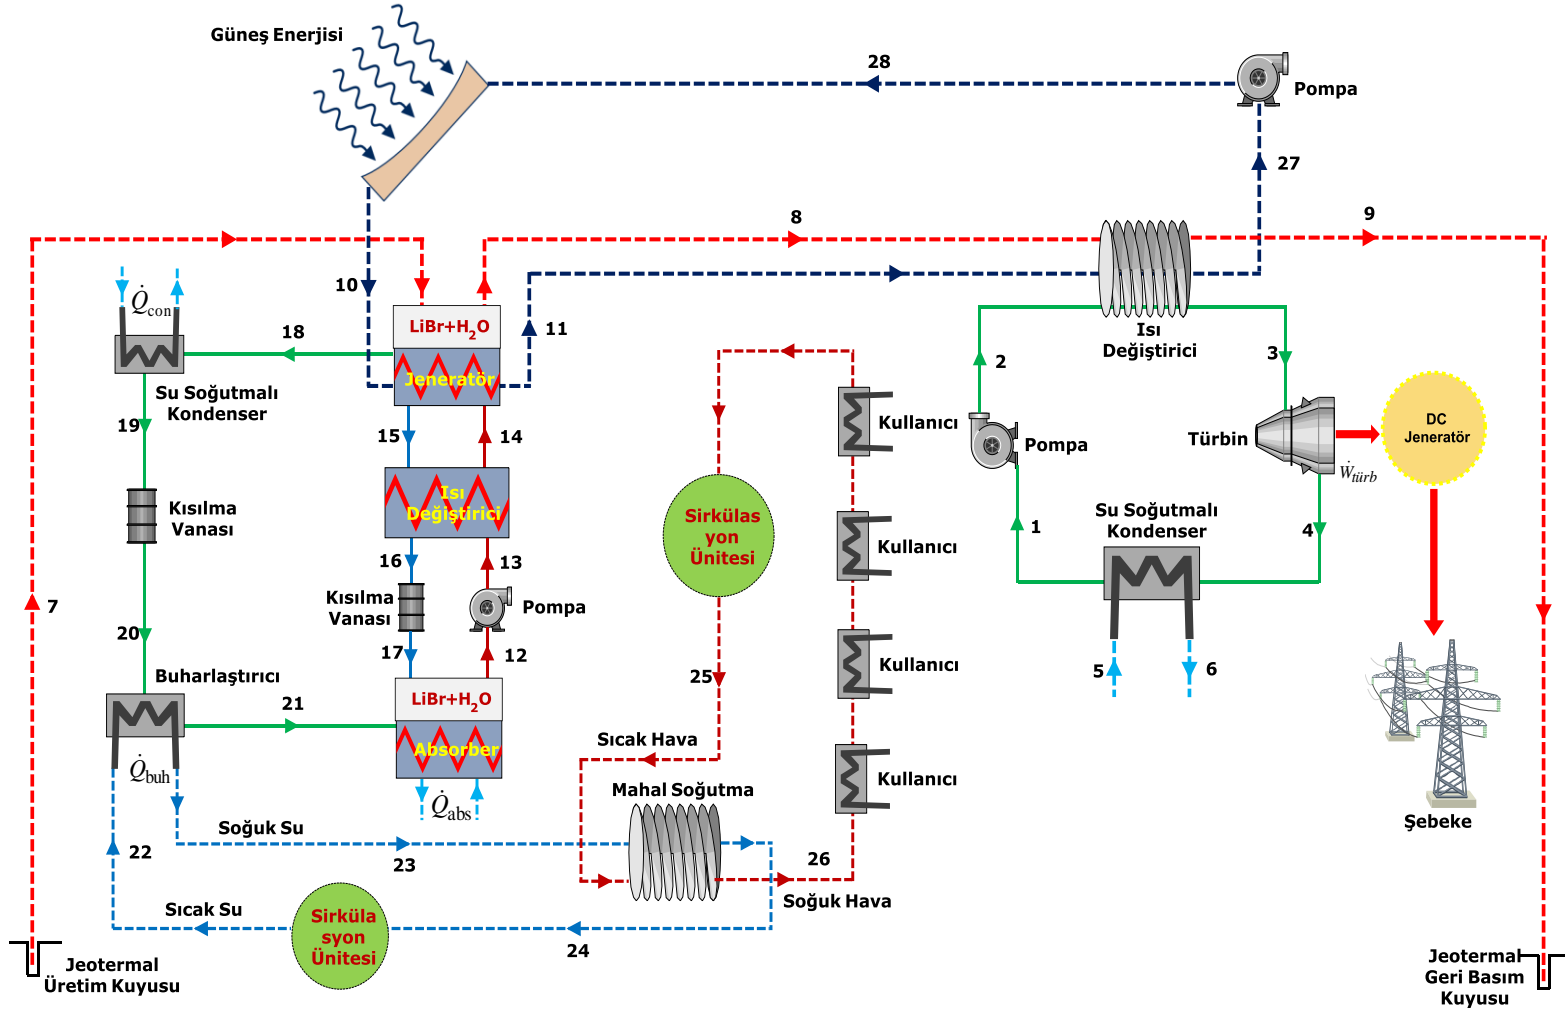 Güneş Enerjisi
28
Pompa
27
8
9
10
Q̇con
LiBr+H2O
18
11
Jeneratör
Isı
Değiştirici
2
3
Su Soğutmalı
Kondenser
19
15
14
Kullanıcı
Pompa
Türbin
Ẇtürb
DC
Jeneratör
Kısılma
Vanası
Isı
Değiştirici
Sirkülas
yon
Ünitesi
Kullanıcı
1
Su Soğutmalı
Kondenser
4
16
13
7
Kısılma
Vanası
Pompa
20
17
12
Kullanıcı
5
6
Buharlaştırıcı
21
LiBr+H2O
Absorber
25
Sıcak Hava
Q̇buh
Q̇abs
Mahal Soğutma
Kullanıcı
Şebeke
22
Soğuk Su
23
26
Soğuk Hava
Sıcak Su
Sirküla
syon
Ünitesi
24
Jeotermal
Üretim Kuyusu
Jeotermal
Geri Basım
Kuyusu